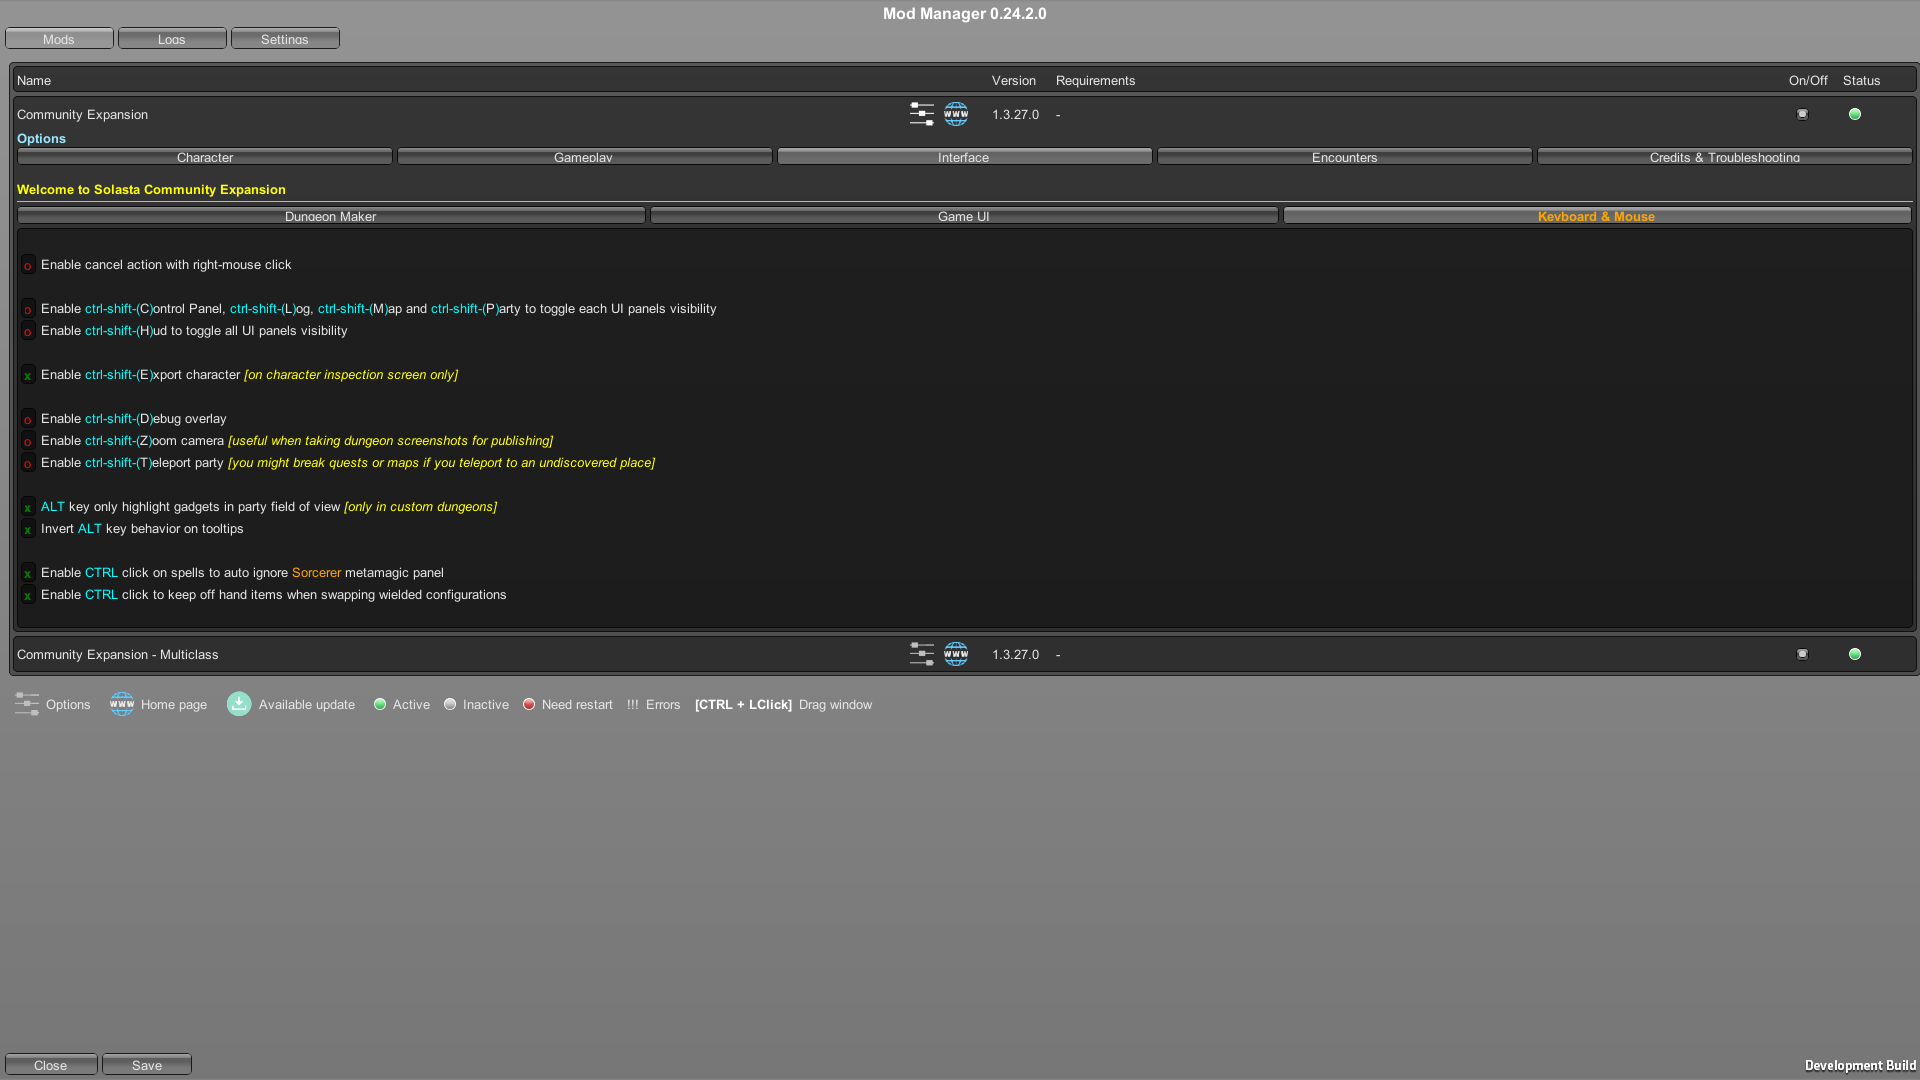 Mod Manager 0.24.2.0
Mods Logs Settings
Name Version Requirements On/Off Status
Community Expansion WWW 1.3.27.0 -
Options
Character Gameplay Interface Encounters Credits & Troubleshooting
Welcome to Solasta Community Expansion
Dungeon Maker Game UI Keyboard & Mouse
o Enable cancel action with right-mouse click
o Enable ctrl-shift-(C)ontrol Panel, ctrl-shift-(L)og, ctrl-shift-(M)ap and ctrl-shift-(P)arty to toggle each UI panels visibility
o Enable ctrl-shift-(H)ud to toggle all UI panels visibility
x Enable ctrl-shift-(E)xport character [on character inspection screen only]
o Enable ctrl-shift-(D)ebug overlay
o Enable ctrl-shift-(Z)oom camera [useful when taking dungeon screenshots for publishing]
o Enable ctrl-shift-(T)eleport party [you might break quests or maps if you teleport to an undiscovered place]
x ALT key only highlight gadgets in party field of view [only in custom dungeons]
x Invert ALT key behavior on tooltips
x Enable CTRL click on spells to auto ignore Sorcerer metamagic panel
x Enable CTRL click to keep off hand items when swapping wielded configurations
Community Expansion - Multiclass WWW 1.3.27.0 -
Options WWW Home page Available update Active Inactive Need restart !!! Errors [CTRL + LClick] Drag window
Close Save
Development Build